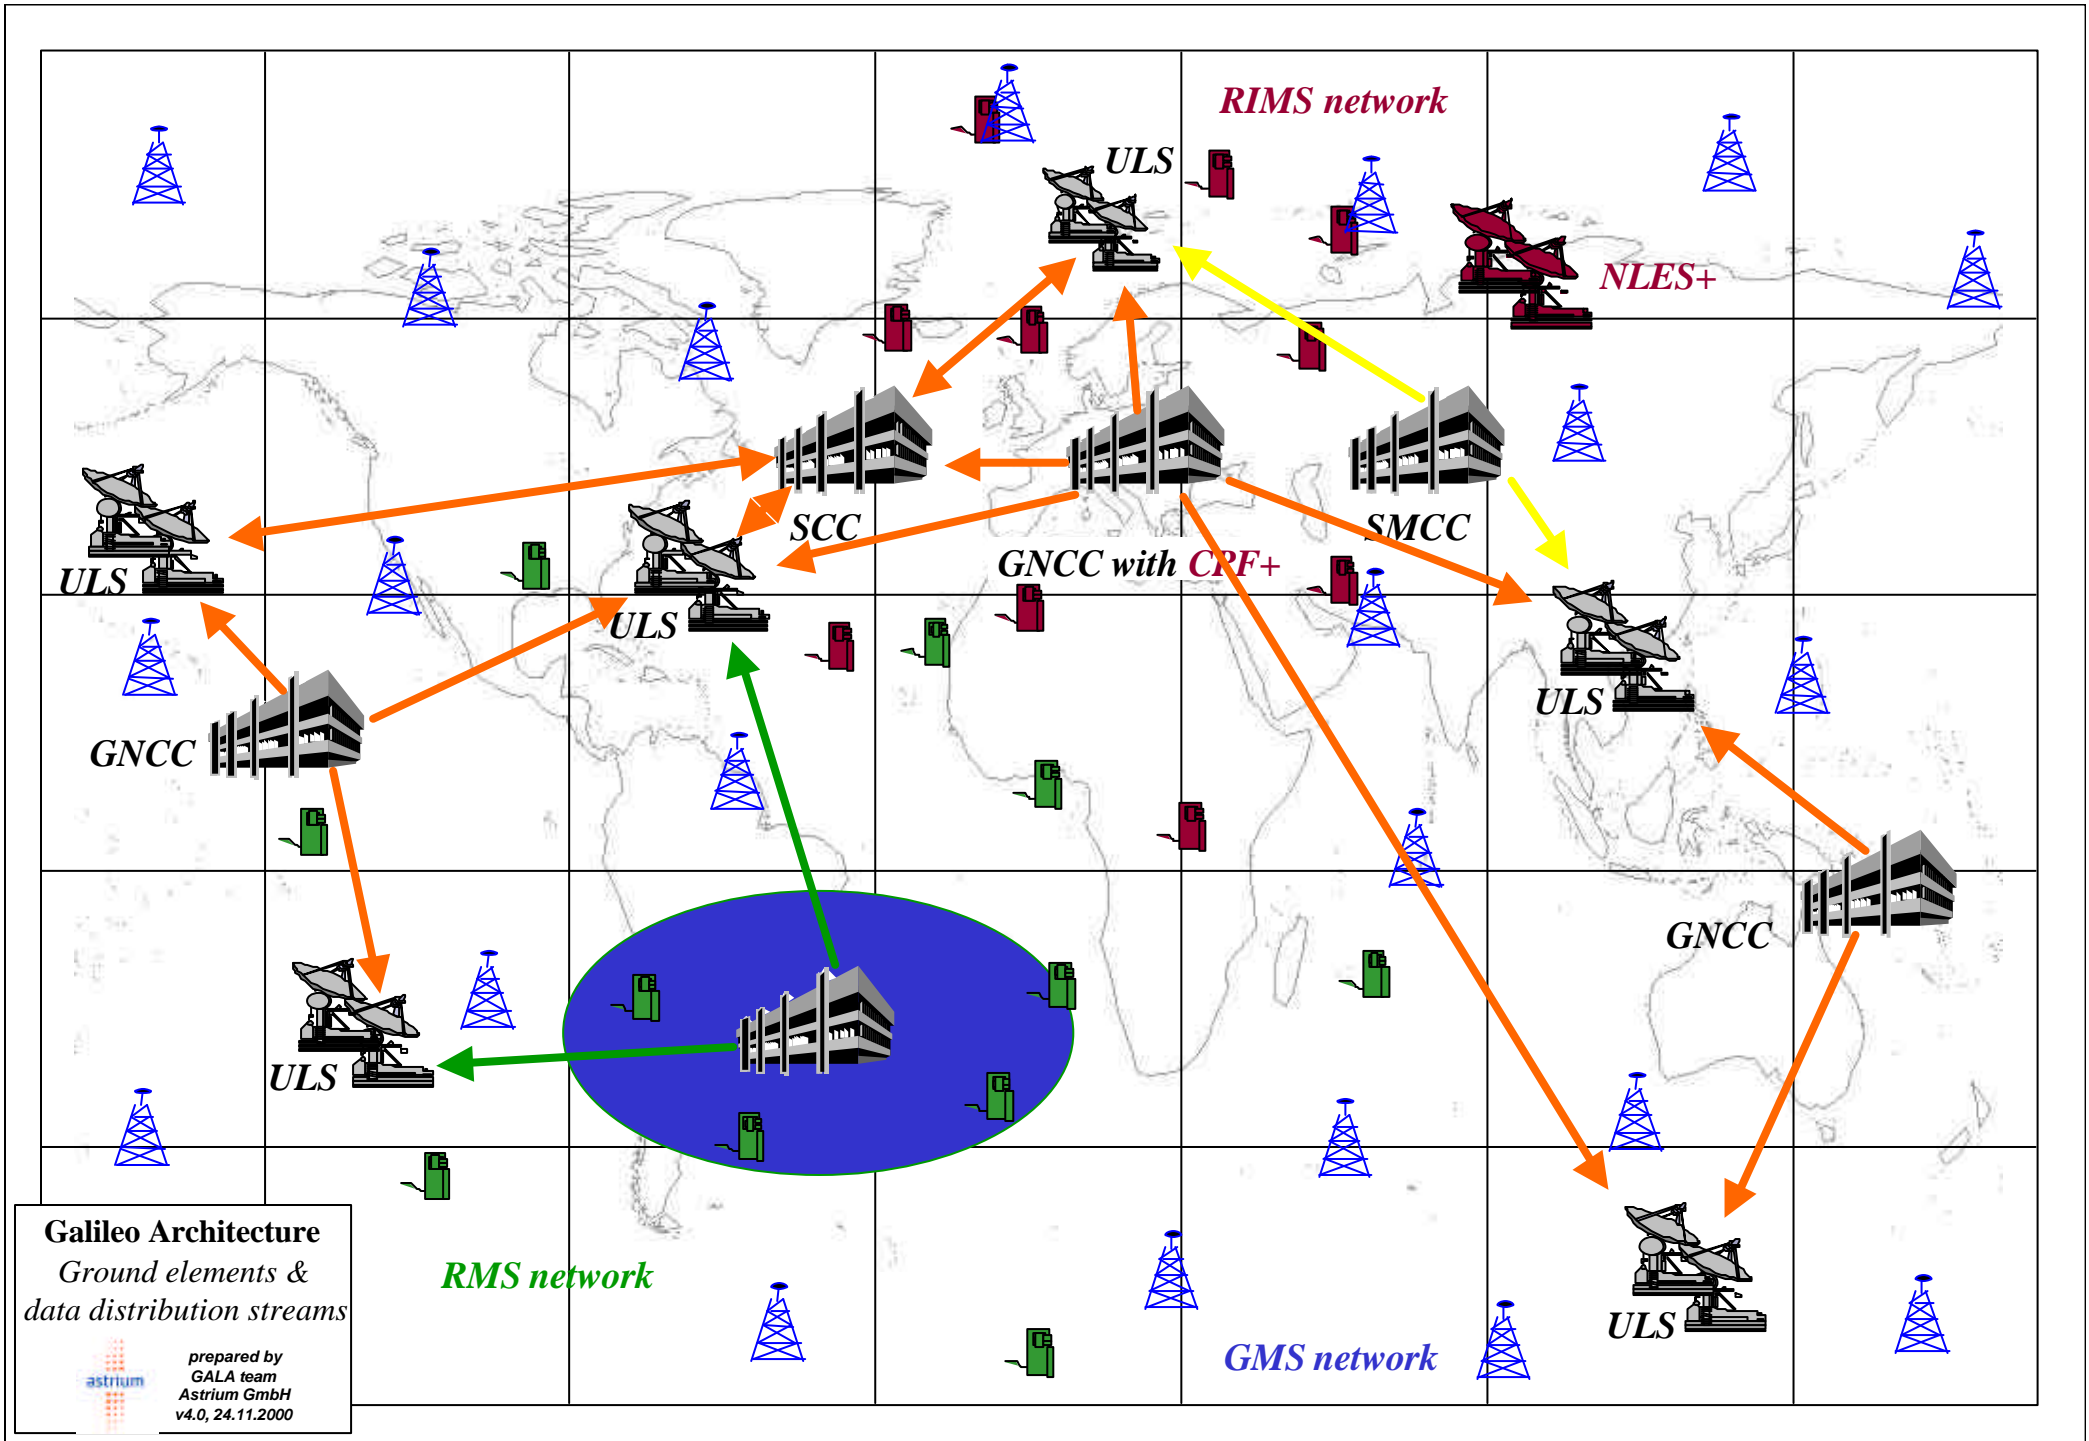 RIMS network
ULS
NLES+
SCC
SMCC
GNCC with CPF+
ULS
ULS
ULS
GNCC
GNCC
ULS
RMS network
ULS
GMS network
Galileo Architecture
Ground elements &
data distribution streams
astrium
prepared by
GALA team
Astrium GmbH
v4.0, 24.11.2000